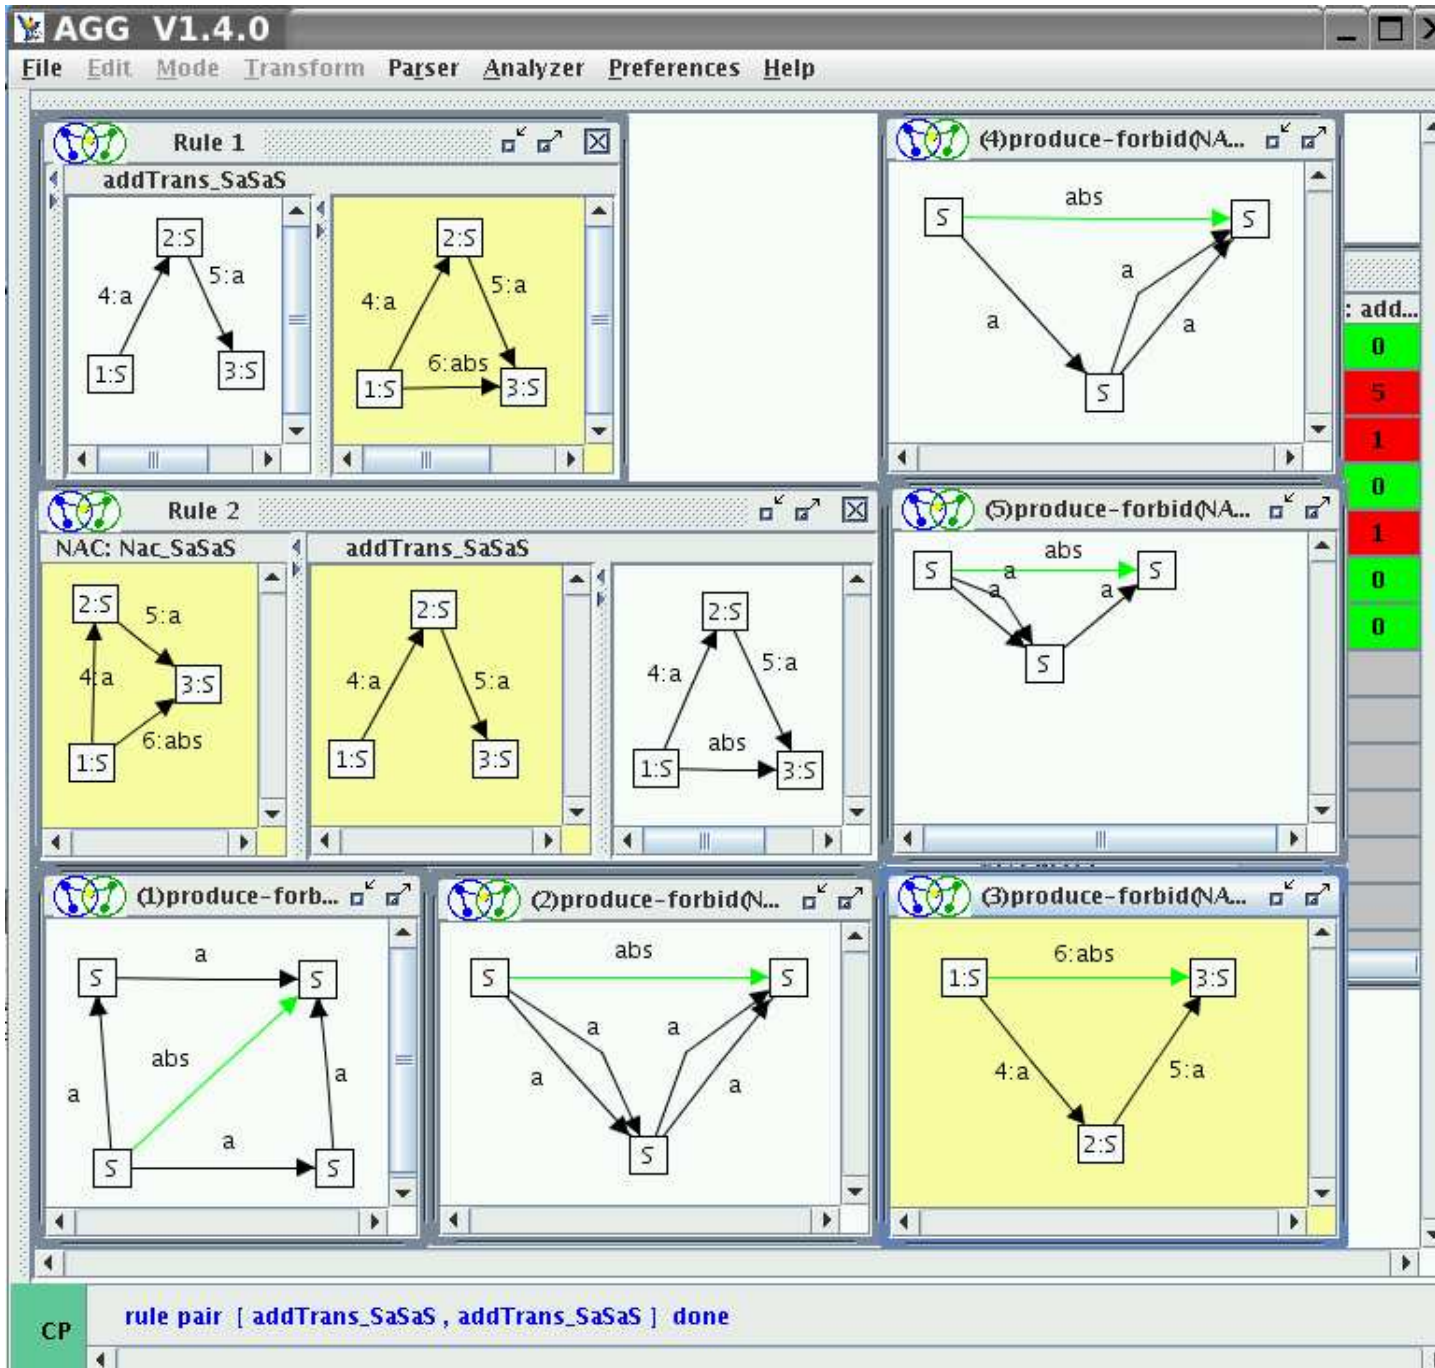 AGG V1.4.0
File Edit Mode Transform Parser Analyzer Preferences Help
Rule 1
addTrans_SaSaS
2:S
4:a
5:a
1:S
3:S
2:S
4:a
5:a
6:abs
1:S
3:S
(4)produce-forbid(NA...
S
abs
S
a
a
a
S
: add...
0
5
1
0
1
0
0
Rule 2
NAC: Nac_SaSaS
addTrans_SaSaS
2:S
5:a
4:a
3:S
6:abs
1:S
2:S
4:a
5:a
1:S
3:S
2:S
4:a
5:a
abs
1:S
3:S
(5)produce-forbid(NA...
abs
S
a
S
a
a
S
(1)produce-forb...
a
S
S
abs
a
a
a
S
S
(2)produce-forbid(N...
abs
S
S
a
a
a
a
S
(3)produce-forbid(NA...
6:abs
1:S
3:S
4:a
5:a
2:S
CP
rule pair [ addTrans_SaSaS , addTrans_SaSaS ] done